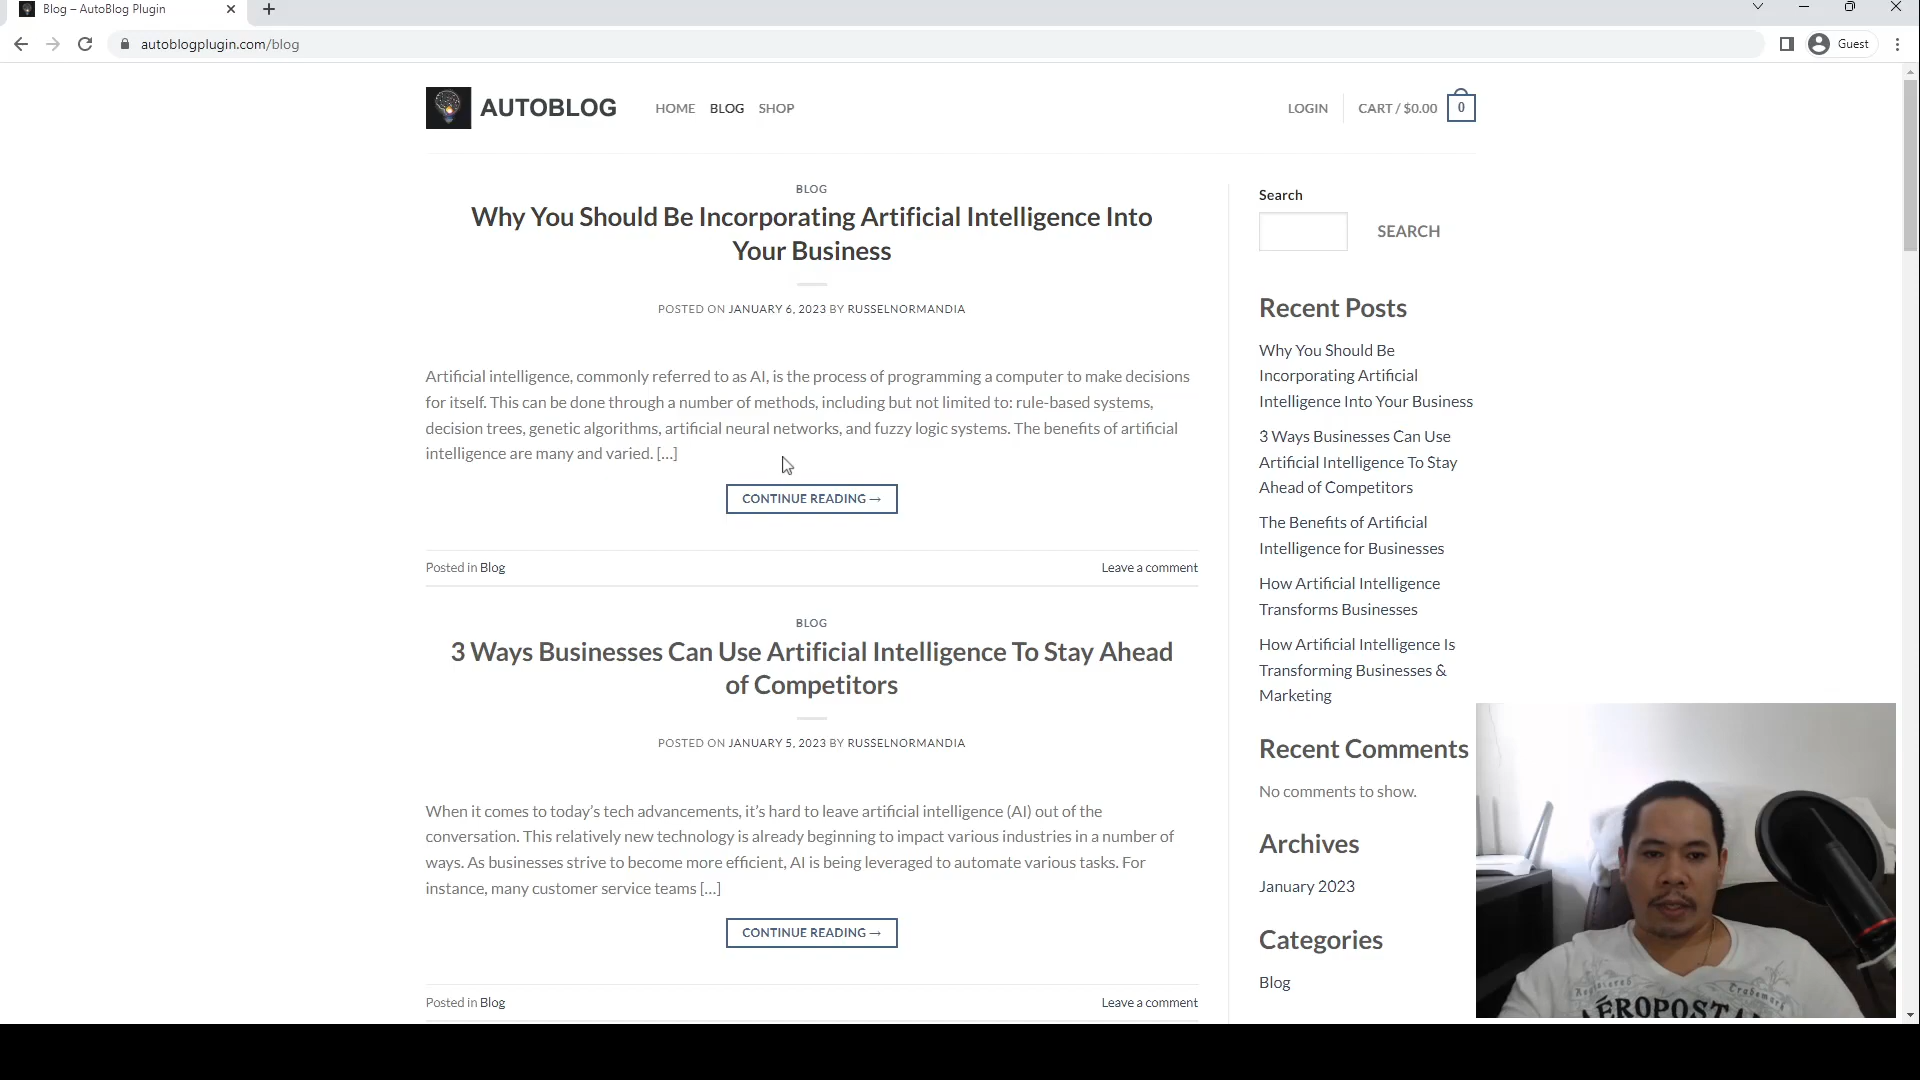 Blog – AutoBlog Plugin
autoblogplugin.com/blog
Guest
AUTOBLOG
HOME BLOG SHOP
LOGIN
CART / $0.00
0
BLOG
Why You Should Be Incorporating Artificial Intelligence Into
Your Business
POSTED ON JANUARY 6, 2023 BY RUSSELNORMANDIA
Artificial intelligence, commonly referred to as AI, is the process of programming a computer to make decisions
for itself. This can be done through a number of methods, including but not limited to: rule-based systems,
decision trees, genetic algorithms, artificial neural networks, and fuzzy logic systems. The benefits of artificial
intelligence are many and varied. [...]
CONTINUE READING →
Posted in Blog
Leave a comment
BLOG
3 Ways Businesses Can Use Artificial Intelligence To Stay Ahead
of Competitors
POSTED ON JANUARY 5, 2023 BY RUSSELNORMANDIA
When it comes to today’s tech advancements, it’s hard to leave artificial intelligence (AI) out of the
conversation. This relatively new technology is already beginning to impact various industries in a number of
ways. As businesses strive to become more efficient, AI is being leveraged to automate various tasks. For
instance, many customer service teams [...]
CONTINUE READING →
Posted in Blog
Leave a comment
Search
SEARCH
Recent Posts
Why You Should Be
Incorporating Artificial
Intelligence Into Your Business
3 Ways Businesses Can Use
Artificial Intelligence To Stay
Ahead of Competitors
The Benefits of Artificial
Intelligence for Businesses
How Artificial Intelligence
Transforms Businesses
How Artificial Intelligence Is
Transforming Businesses &
Marketing
Recent Comments
No comments to show.
Archives
January 2023
Categories
Blog
Registered Trademark
AÉROPOSTA